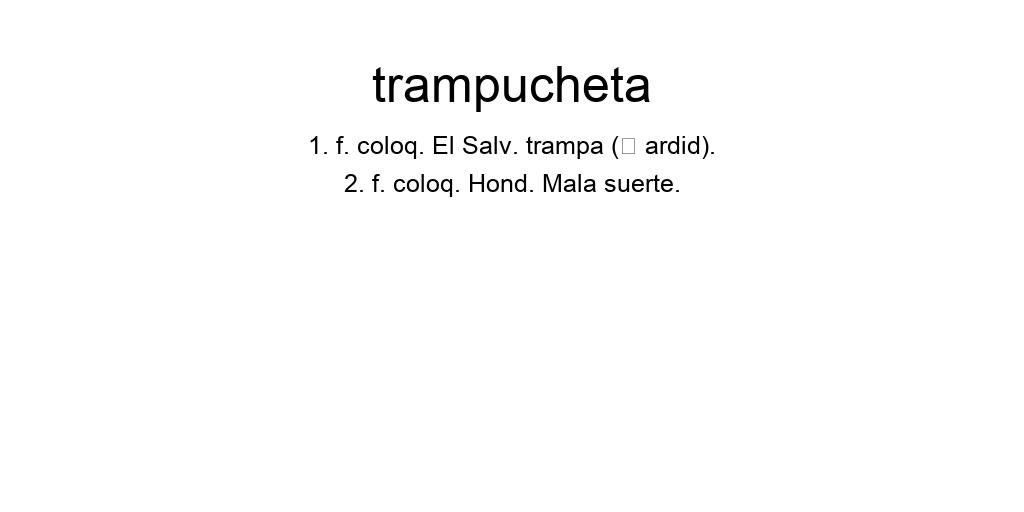 trampucheta
1. f. coloq. El Salv. trampa (□ ardid).
2. f. coloq. Hond. Mala suerte.